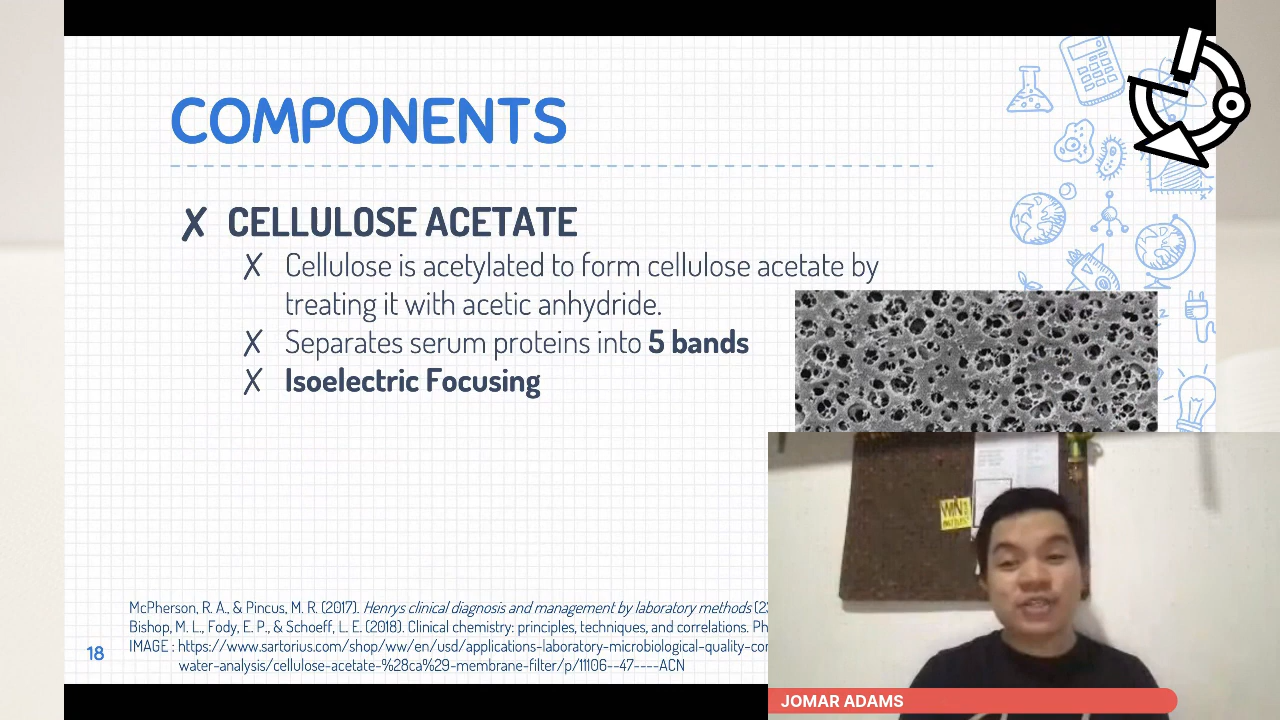 COMPONENTS
✗ CELLULOSE ACETATE
✗ Cellulose is acetylated to form cellulose acetate by
treating it with acetic anhydride.
✗ Separates serum proteins into 5 bands
✗ Isoelectric Focusing
WIN!
McPherson, R. A., & Pincus, M. R. (2017). Henrys clinical diagnosis and management by laboratory methods
Bishop, M. L., Fody, E. P., & Schoeff, L. E. (2018). Clinical chemistry: principles, techniques, and correlations.
IMAGE : https://www.sartorius.com/shop/ww/en/usd/applications-laboratory-microbiological-quality-
water-analysis/cellulose-acetate-%28ca%29-membrane-filter/p/11106--47----ACN
18
JOMAR ADAMS